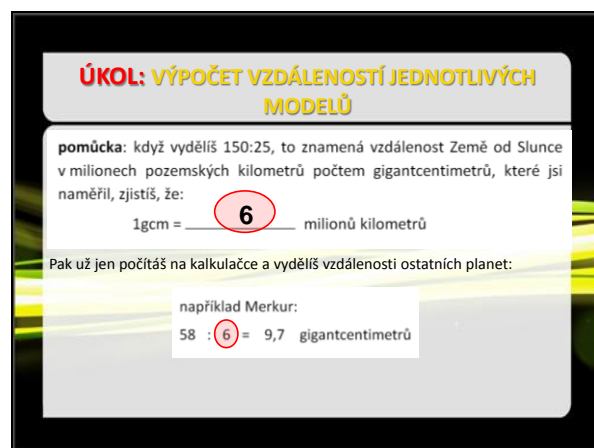 ÚKOL: VÝPOČET VZDÁLENOSTÍ JEDNOTLIVÝCH
MODELŮ
pomůcka: když vydělíš 150:25, to znamená vzdálenost Země od Slunce
v milionech pozemských kilometrů počtem gigantcentimetrů, které jsi
naměřil, zjistíš, že:
1gcm = 6 milionů kilometrů
Pak už jen počítáš na kalkulačce a vydělíš vzdálenosti ostatních planet:
například Merkur:
58 : 6 = 9,7 gigantcentimetrů